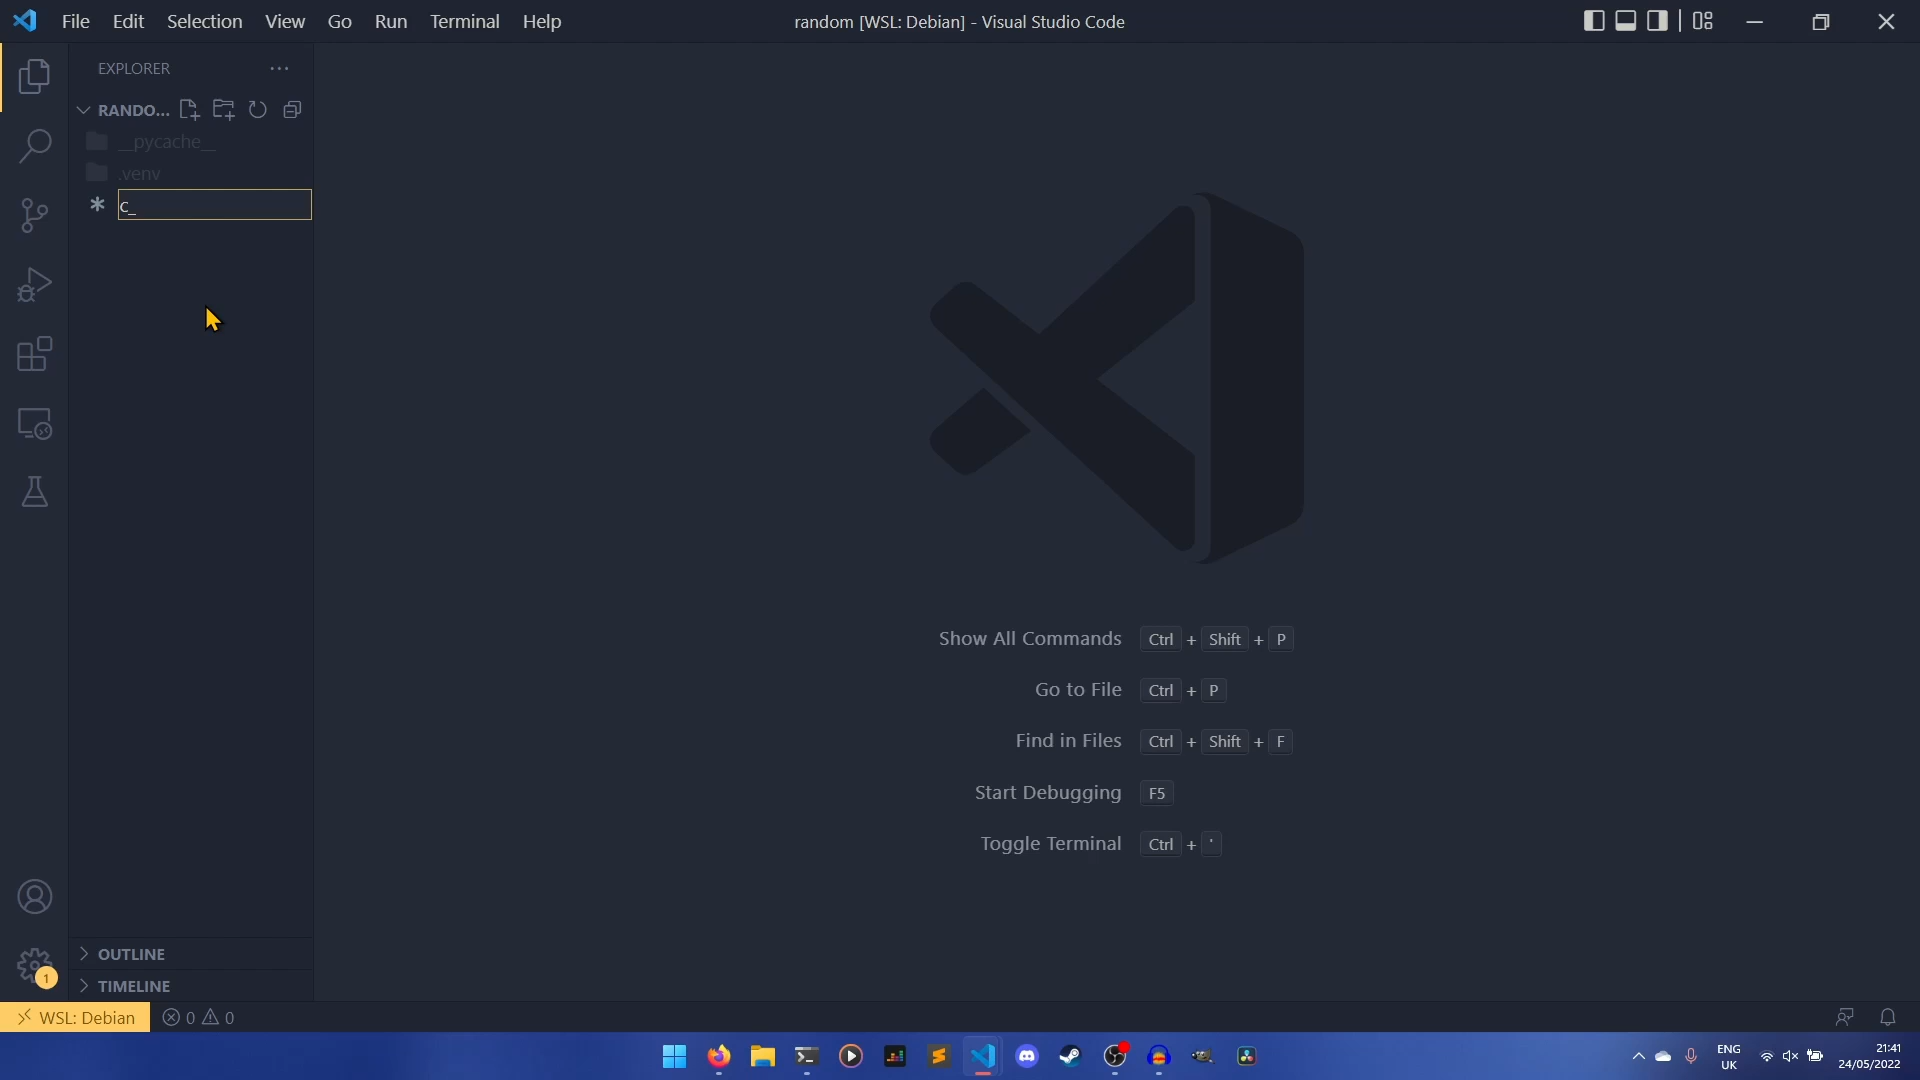 File Edit Selection View Go Run Terminal Help
random [WSL: Debian] - Visual Studio Code
EXPLORER
RANDO...
__pycache__
.venv
C_
Show All Commands Ctrl + Shift + P
Go to File Ctrl + P
Find in Files Ctrl + Shift + F
Start Debugging F5
Toggle Terminal Ctrl + '
OUTLINE
TIMELINE
1
WSL: Debian 0 0
ENG
UK
21:41
24/05/2022